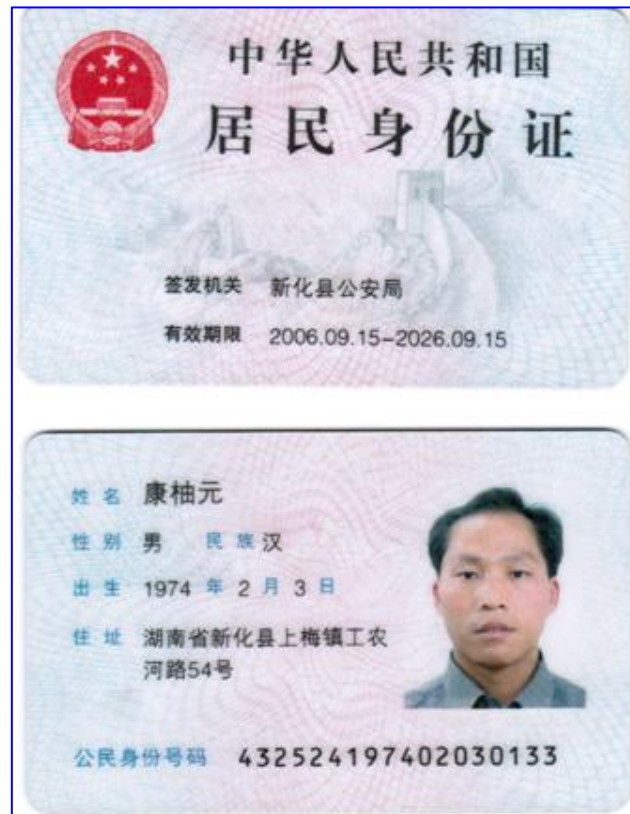 中华人民共和国
居民身份证
签发机关 新化县公安局
有效期限 2006.09.15-2026.09.15
姓名 康柚元
性别 男 民族 汉
出生 1974 年 2 月 3 日
住址 湖南省新化县上梅镇工农
河路54号
公民身份号码 432524197402030133